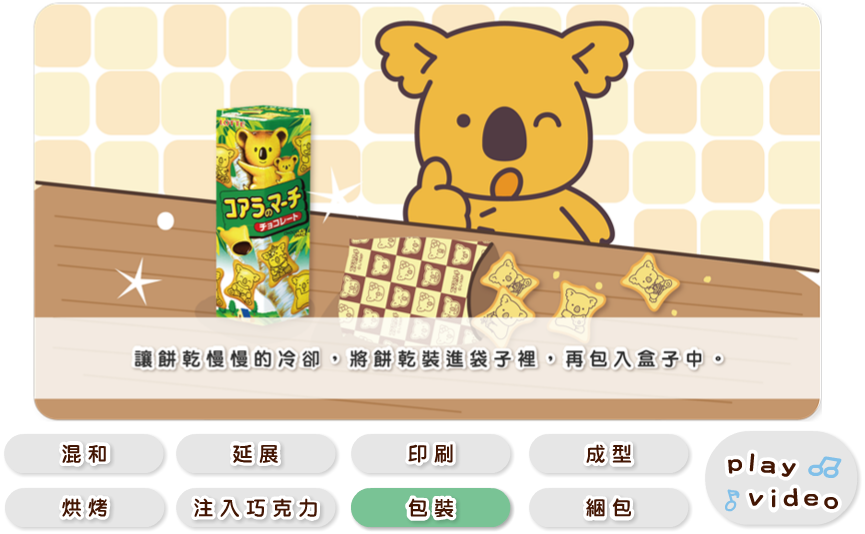 コアラのマーチ
チョコレート
讓餅乾慢慢的冷卻，將餅乾裝進袋子裡，再包入盒子中。
混和
延展
印刷
成型
play
video
烘烤
注入巧克力
包裝
綑包